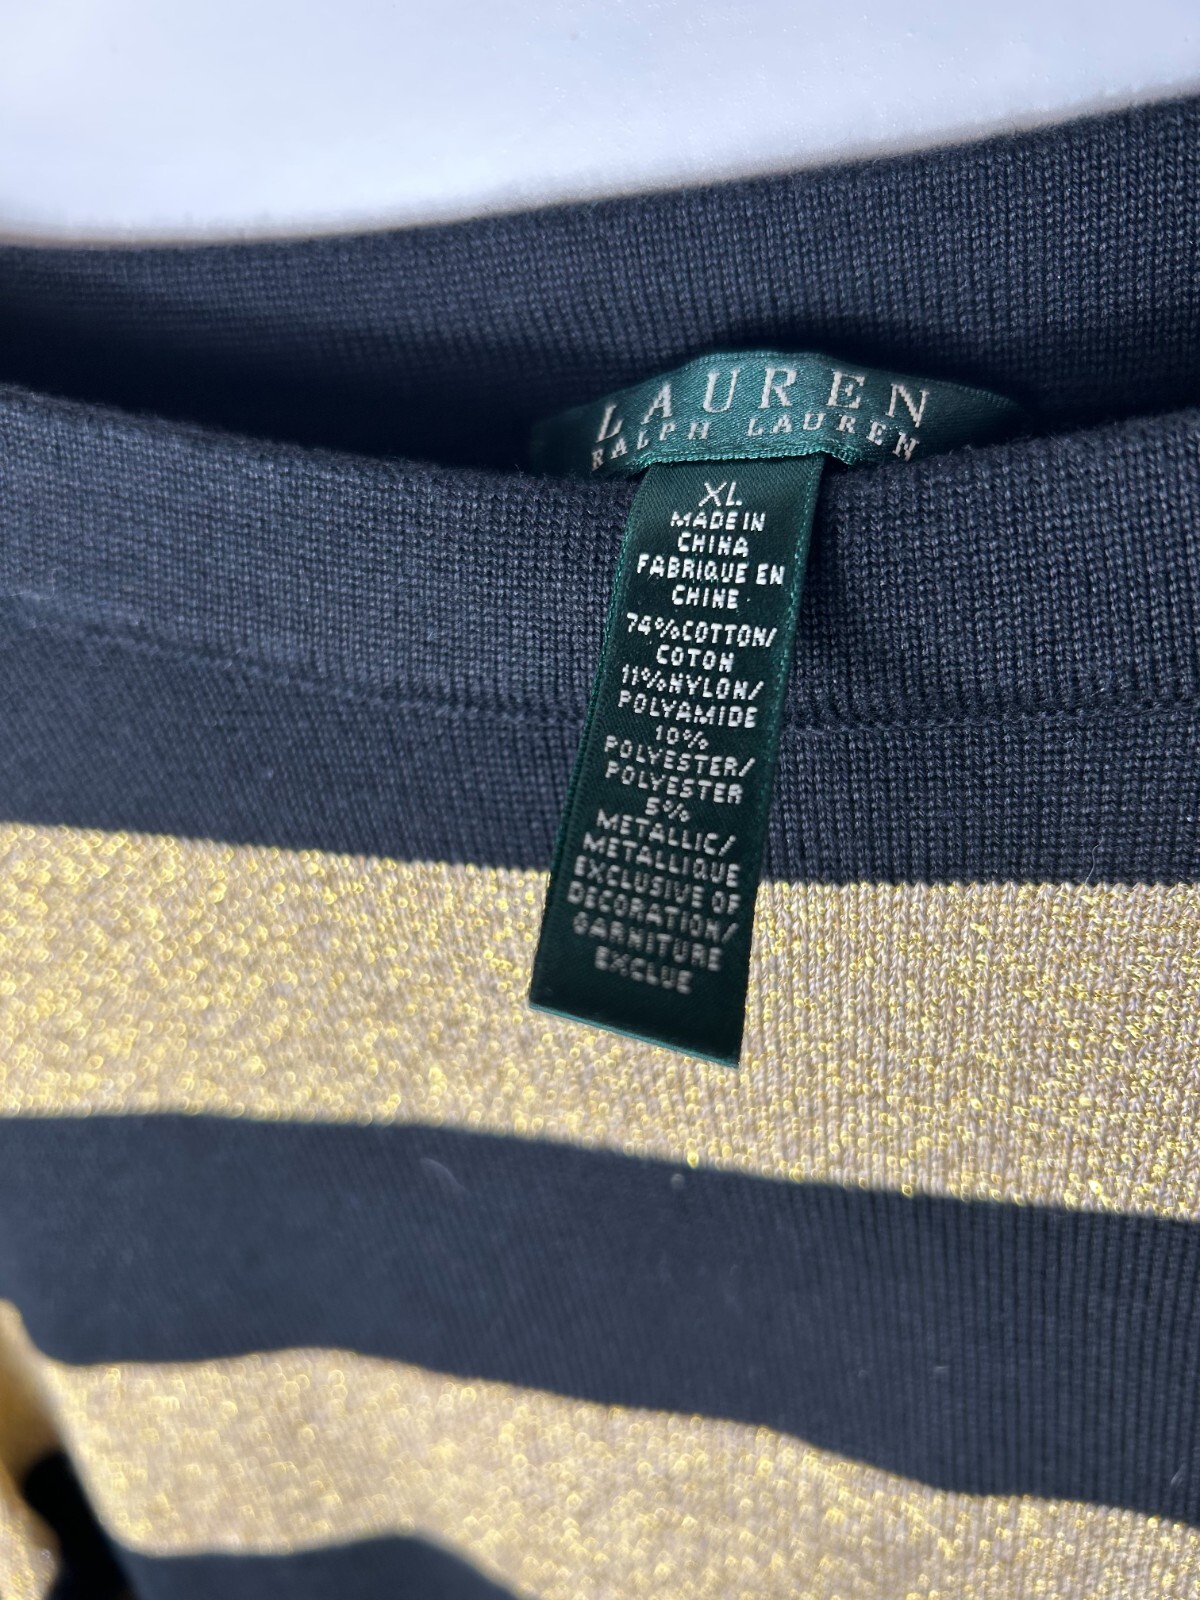 LAUREN
RALPH LAUREN
XL
MADE IN
CHINA
FABRIQUE EN
CHINE
74%COTTON/
COTON
11%NYLON/
POLYAMIDE
10%
POLYESTER/
POLYESTER
5%
METALLIC/
METALLIQUE
EXCLUSIVE OF
DECORATION/
GARNITURE
EXCLUE